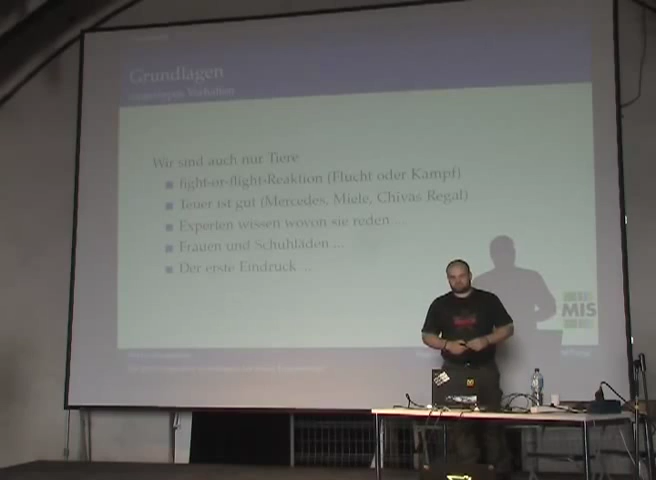 Grundlagen
Verhalten
Wir sind auch nur Tiere
fight-or-flight-Reaktion (Flucht oder Kampf)
Teuer ist gut (Mercedes, Miele, Chivas Regal)
Experten wissen wovon sie reden ...
Frauen und Schuhläden ...
Der erste Eindruck ...
MIS